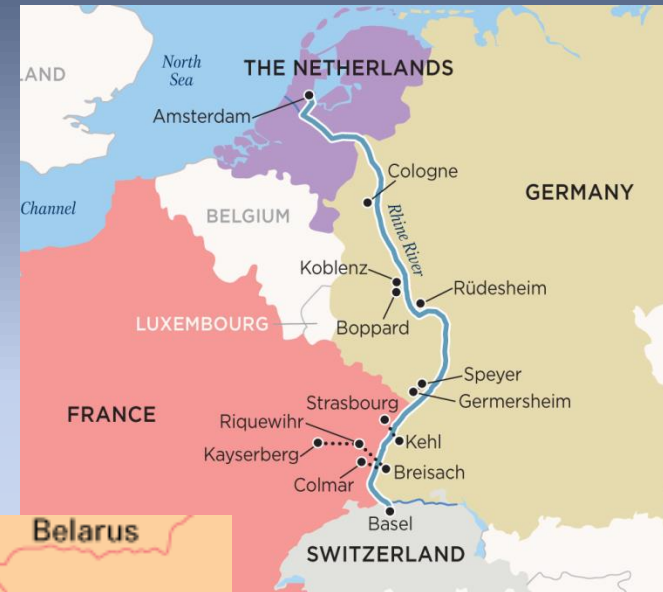 North
Sea
.AND
THE NETHERLANDS
Amsterdam
Cologne
Channel
BELGIUM
GERMANY
Rhine River
Koblenz
Rüdesheim
Boppard
LUXEMBOURG
Speyer
Strasbourg
Germersheim
FRANCE
Riquewihr
Kehl
Kayserberg
Breisach
Colmar
Basel
Belarus
SWITZERLAND